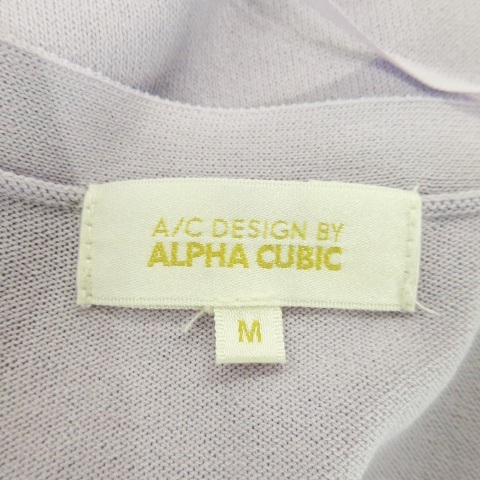 A/C DESIGN BY
ALPHA CUBIC
M